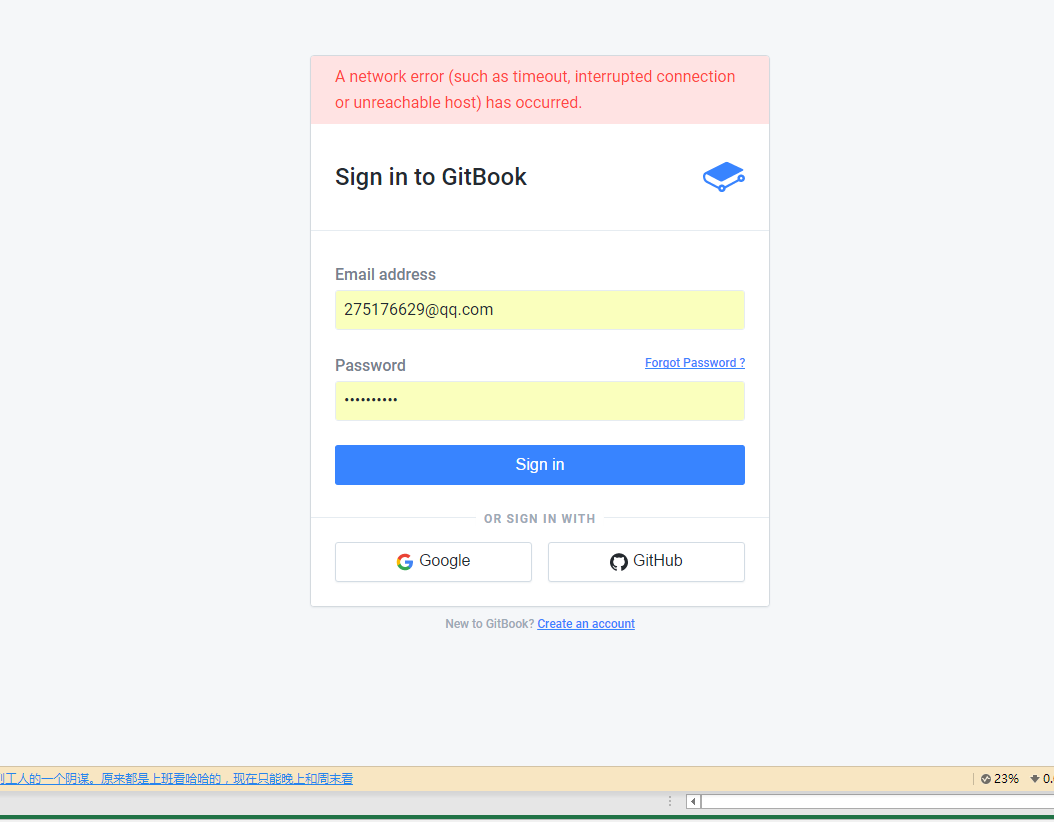 A network error (such as timeout, interrupted connection
or unreachable host) has occurred.
Sign in to GitBook
Email address
275176629@qq.com
Password
Forgot Password ?
••••••••••
Sign in
OR SIGN IN WITH
Google
GitHub
New to GitBook? Create an account
工人的一个阴谋。原来都是上班看哈哈的，现在只能晚上和周末看
23%
0.